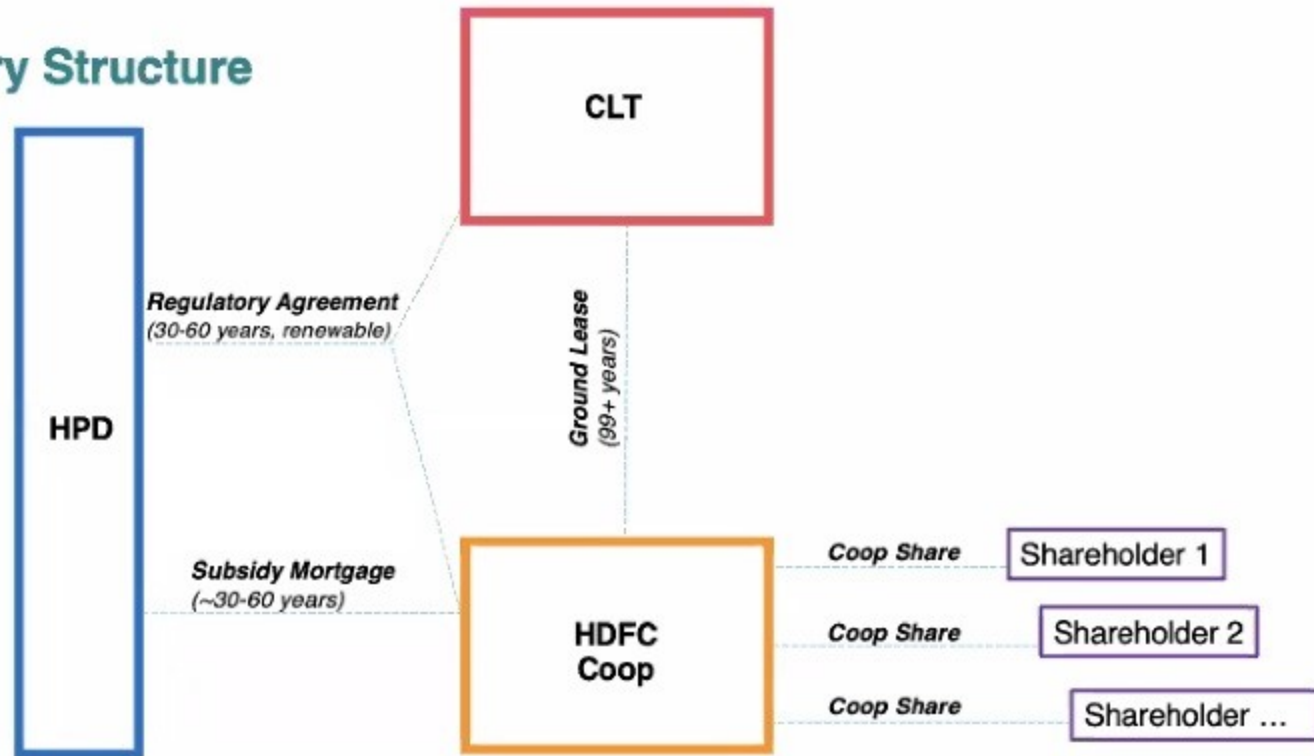 ry Structure
CLT
Regulatory Agreement
(30-60 years, renewable)
Ground Lease
(99+ years)
HPD
Subsidy Mortgage
(~30-60 years)
HDFC
Coop
Coop Share
Shareholder 1
Coop Share
Shareholder 2
Coop Share
Shareholder ...